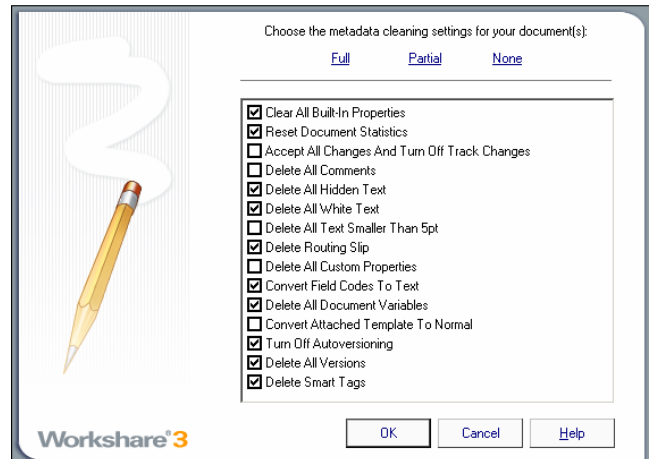 Choose the metadata cleaning settings for your document(s):
Full Partial None
Clear All Built-In Properties
Reset Document Statistics
Accept All Changes And Turn Off Track Changes
Delete All Comments
Delete All Hidden Text
Delete All White Text
Delete All Text Smaller Than 5pt
Delete Routing Slip
Delete All Custom Properties
Convert Field Codes To Text
Delete All Document Variables
Convert Attached Template To Normal
Turn Off Autoversioning
Delete All Versions
Delete Smart Tags
Workshare®3 OK Cancel Help